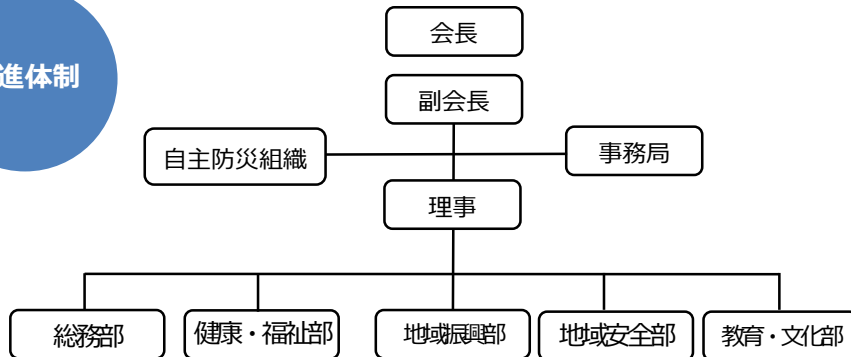 進体制
会長
副会長
自主防災組織
事務局
理事
総務部
健康・福祉部
地域振興部
地域安全部
教育・文化部